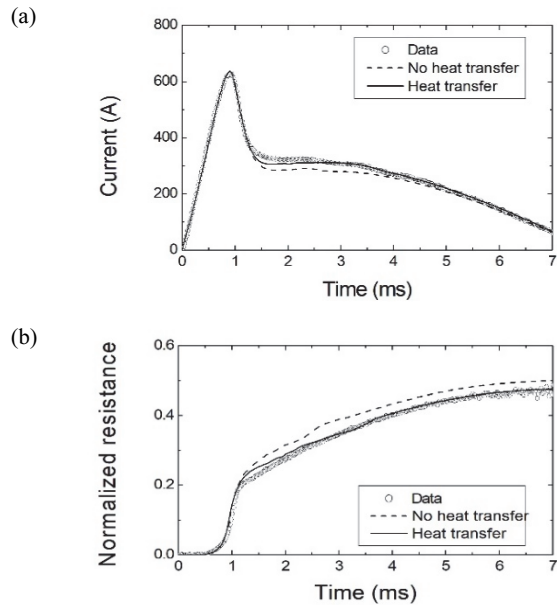 (a)
800
600
400
200
0
Current (A)
Data
No heat transfer
Heat transfer
0 1 2 3 4 5 6 7
Time (ms)
(b)
0.6
0.4
0.2
0.0
Normalized resistance
Data
No heat transfer
Heat transfer
0 1 2 3 4 5 6 7
Time (ms)